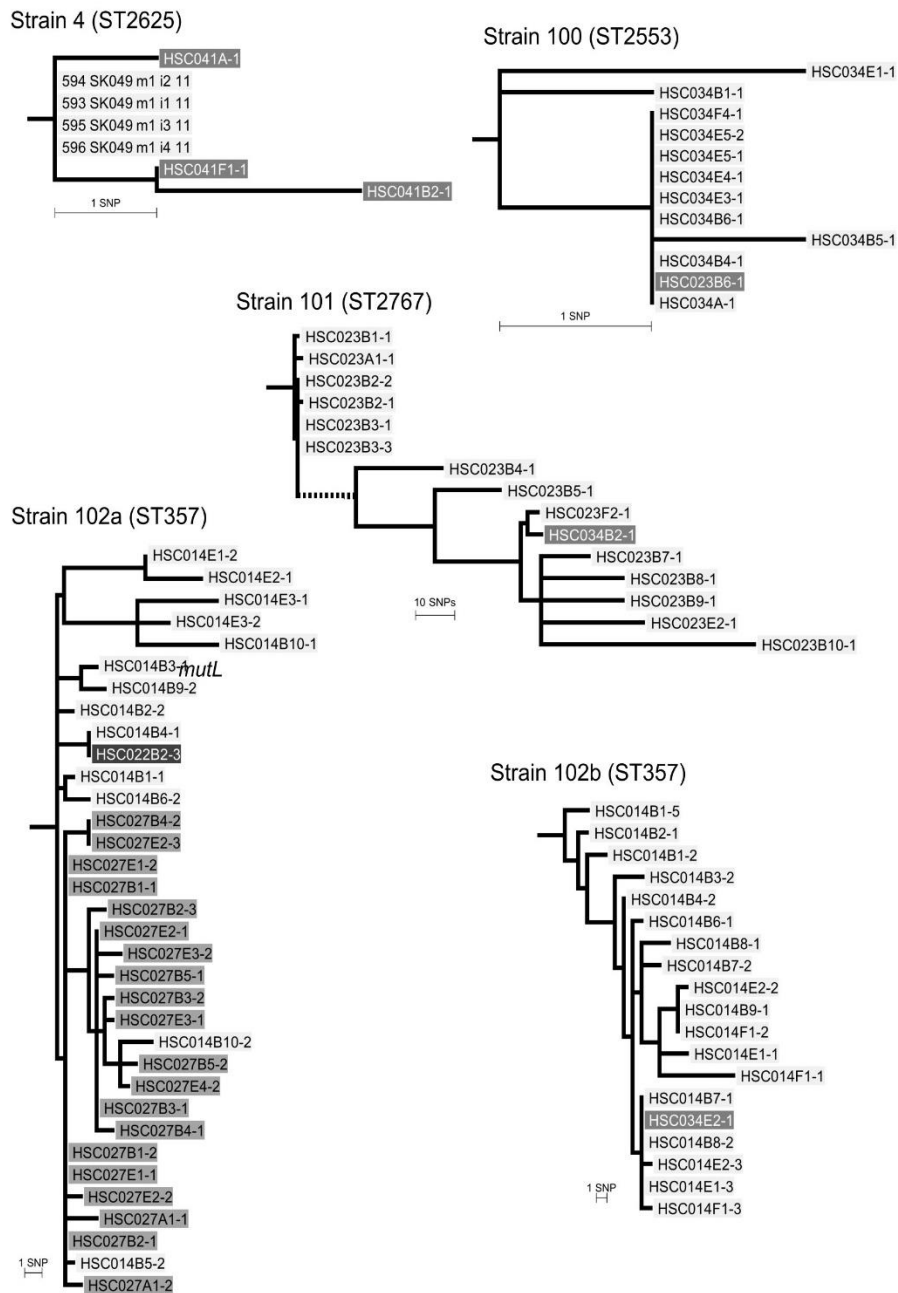 Strain 4 (ST2625)
HSC041A-1
594 SK049 m1 i2 11
593 SK049 m1 i1 11
595 SK049 m1 i3 11
596 SK049 m1 i4 11
HSC041F1-1
HSC041B2-1
1 SNP
Strain 100 (ST2553)
HSC034E1-1
HSC034B1-1
HSC034F4-1
HSC034E5-2
HSC034E5-1
HSC034E4-1
HSC034E3-1
HSC034B6-1
HSC034B5-1
HSC034B4-1
HSC023B6-1
HSC034A-1
1 SNP
Strain 101 (ST2767)
HSC023B1-1
HSC023A1-1
HSC023B2-2
HSC023B2-1
HSC023B3-1
HSC023B3-3
HSC023B4-1
HSC023B5-1
HSC023F2-1
HSC034B2-1
HSC023B7-1
HSC023B8-1
HSC023B9-1
HSC023E2-1
HSC023B10-1
10 SNPs
Strain 102a (ST357)
HSC014E1-2
HSC014E2-1
HSC014E3-1
HSC014E3-2
HSC014B10-1
HSC014B3-1
mutL
HSC014B9-2
HSC014B2-2
HSC014B4-1
HSC022B2-3
HSC014B1-1
HSC014B6-2
HSC027B4-2
HSC027E2-3
HSC027E1-2
HSC027B1-1
HSC027B2-3
HSC027E2-1
HSC027E3-2
HSC027B5-1
HSC027B3-2
HSC027E3-1
HSC014B10-2
HSC027B5-2
HSC027E4-2
HSC027B3-1
HSC027B4-1
HSC027B1-2
HSC027E1-1
HSC027E2-2
HSC027A1-1
HSC027B2-1
HSC014B5-2
HSC027A1-2
1 SNP
Strain 102b (ST357)
HSC014B1-5
HSC014B2-1
HSC014B1-2
HSC014B3-2
HSC014B4-2
HSC014B6-1
HSC014B8-1
HSC014B7-2
HSC014E2-2
HSC014B9-1
HSC014F1-2
HSC014E1-1
HSC014F1-1
HSC014B7-1
HSC034E2-1
HSC014B8-2
HSC014E2-3
HSC014E1-3
HSC014F1-3
1 SNP